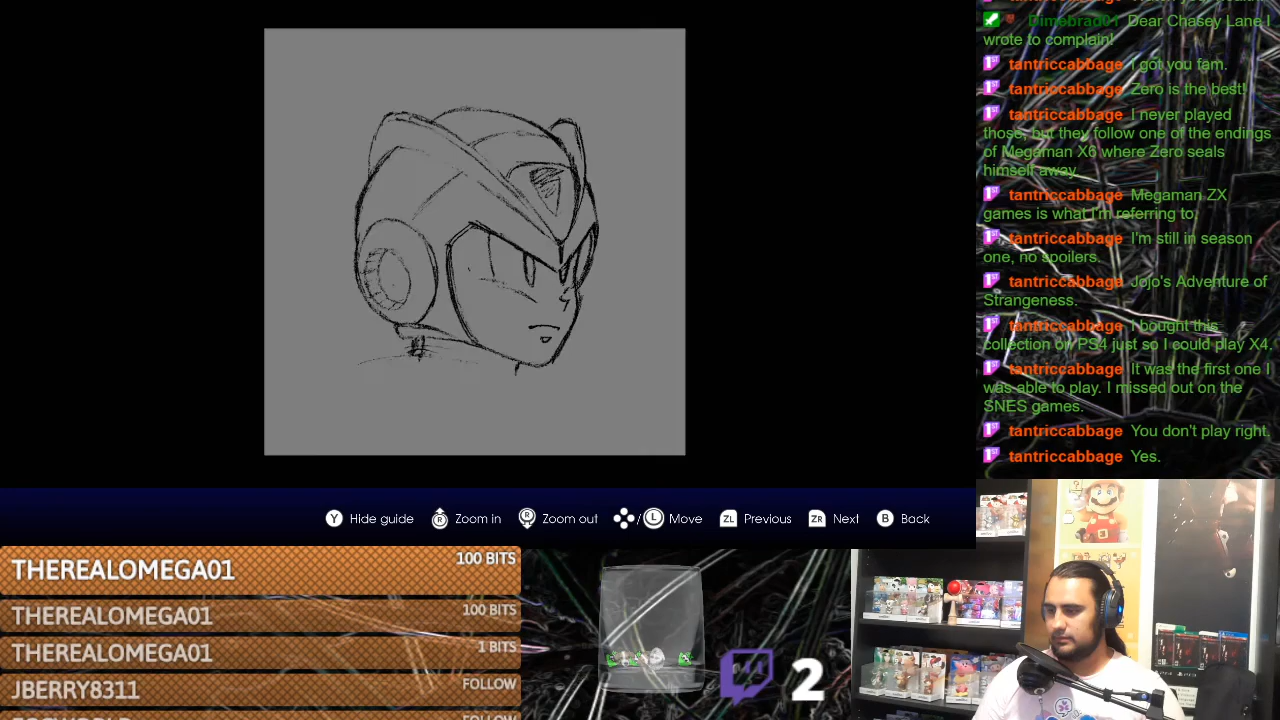 Dimebrad01 Dear Chasey Lane I
wrote to complain!
tantriccabbage I got you fam.
tantriccabbage Zero is the best!
tantriccabbage I never played
those, but they follow one of the endings
of Megaman X6 where Zero seals
himself away.
tantriccabbage Megaman ZX
games is what I'm referring to.
tantriccabbage I'm still in season
one, no spoilers.
tantriccabbage Jojo's Adventure of
Strangeness.
tantriccabbage I bought this
collection on PS4 just so I could play X4.
tantriccabbage It was the first one I
was able to play. I missed out on the
SNES games.
tantriccabbage You don't play right.
tantriccabbage Yes.
Y Hide guide R Zoom in R Zoom out / L Move ZL Previous ZR Next B Back
THEREALOMEGA01 100 BITS
THEREALOMEGA01 100 BITS
THEREALOMEGA01 1 BITS
JBERRY8311 FOLLOW
2